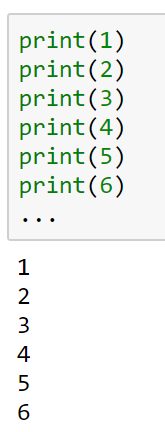 print(1)
print(2)
print(3)
print(4)
print(5)
print(6)
...
1
2
3
4
5
6